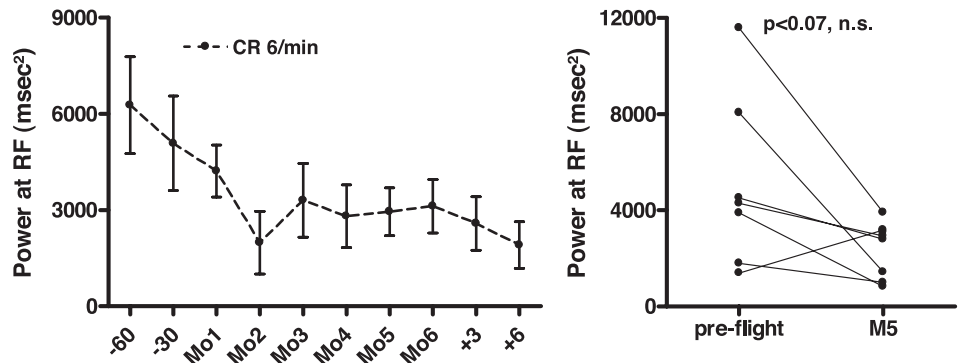 Power at RF (msec²)
9000
6000
3000
0
CR 6/min
-60
-30
Mo1
Mo2
Mo3
Mo4
Mo5
Mo6
+3
+6
Power at RF (msec²)
12000
8000
4000
0
p<0.07, n.s.
pre-flight
M5